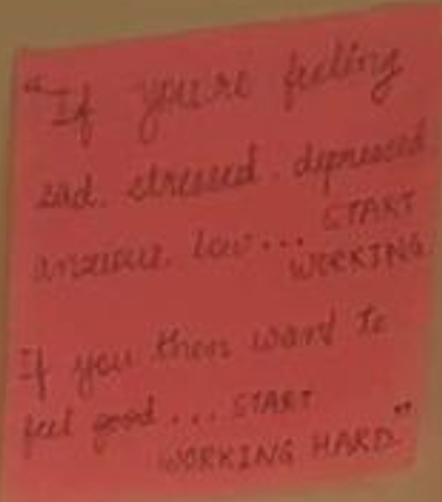 "If you're feeling
sad. stressed. depressed.
anxious. low... START
WORKING.
If you then want to
feel good... START
WORKING HARD."